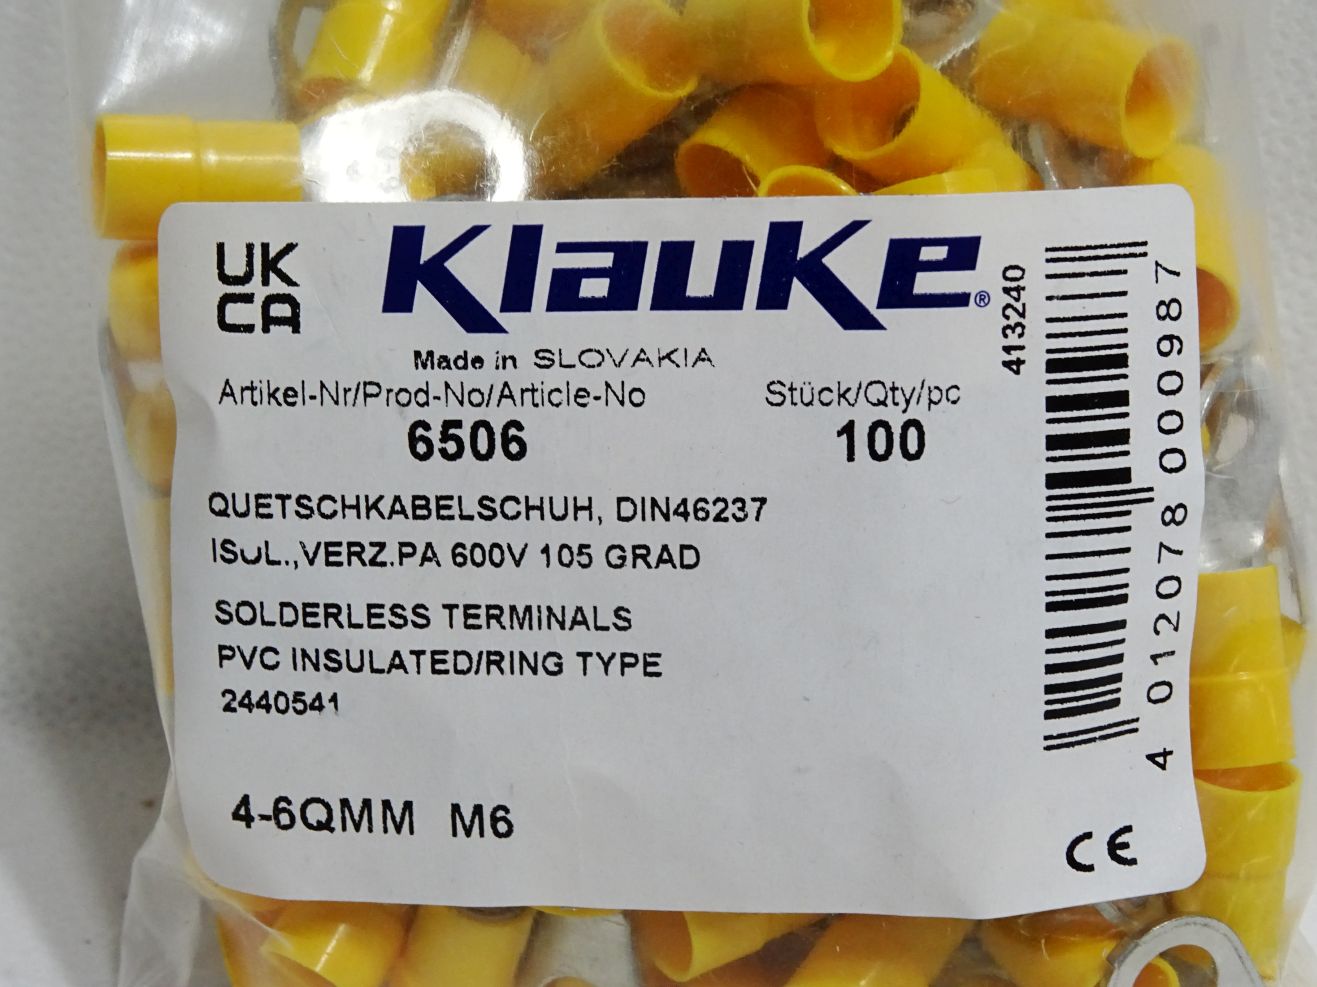 UK
CA
Klauke®
Made in SLOVAKIA
Artikel-Nr/Prod-No/Article-No
6506
Stück/Qty/pc
100
QUETSCHKABELSCHUH, DIN46237
ISOL.,VERZ.PA 600V 105 GRAD
SOLDERLESS TERMINALS
PVC INSULATED/RING TYPE
2440541
4-6QMM M6
413240
4 012078 000987
CE